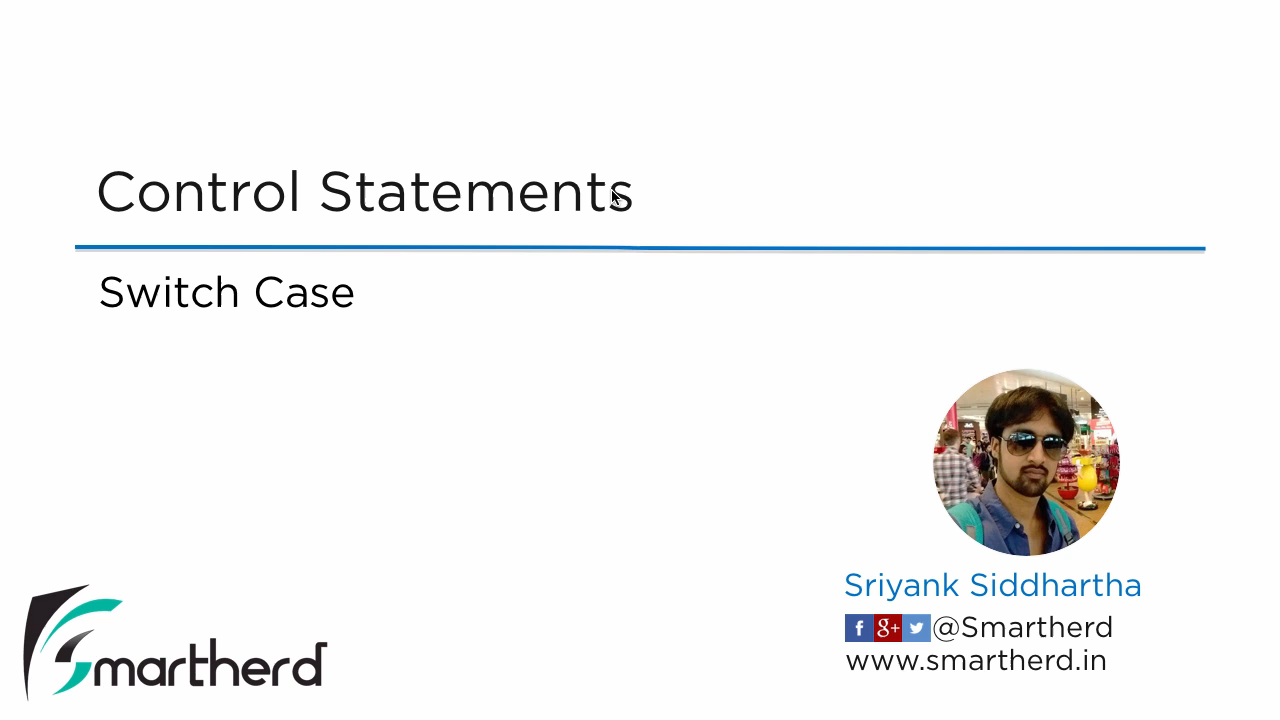 Control Statements
Switch Case
Sriyank Siddhartha
f g+ @Smartherd
www.smartherd.in
Smartherd